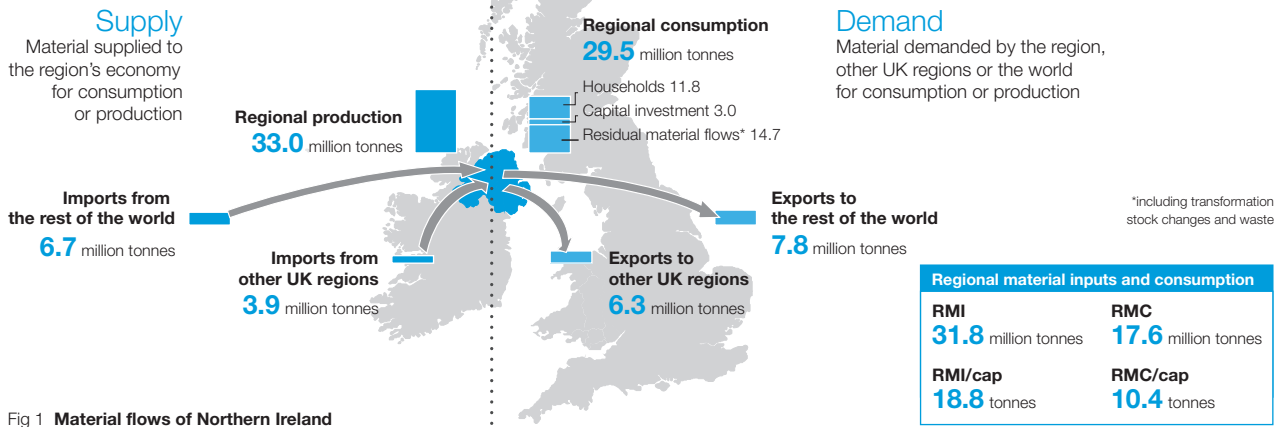 Supply
Material supplied to
the region's economy
for consumption
or production
Regional production
33.0 million tonnes
Imports from
the rest of the world
6.7 million tonnes
Imports from
other UK regions
3.9 million tonnes
Regional consumption
29.5 million tonnes
Households 11.8
Capital investment 3.0
Residual material flows* 14.7
Demand
Material demanded by the region,
other UK regions or the world
for consumption or production
Exports to
the rest of the world
7.8 million tonnes
Exports to
other UK regions
6.3 million tonnes
*including transformation
stock changes and waste
Regional material inputs and consumption
RMI
31.8 million tonnes
RMC
17.6 million tonnes
RMI/cap
18.8 tonnes
RMC/cap
10.4 tonnes
Fig 1 Material flows of Northern Ireland